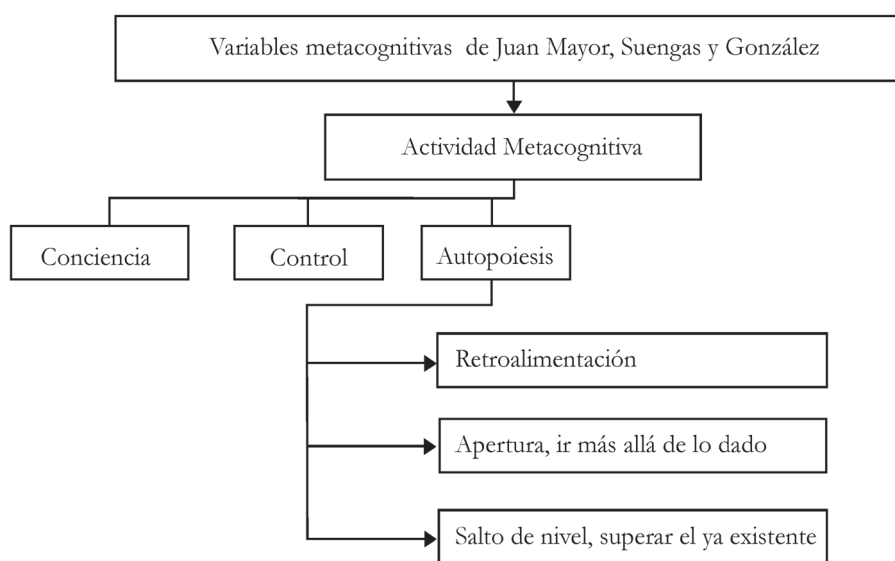 Variables metacognitivas de Juan Mayor, Suengas y González
Actividad Metacognitiva
Conciencia
Control
Autopoiesis
Retroalimentación
Apertura, ir más allá de lo dado
Salto de nivel, superar el ya existente